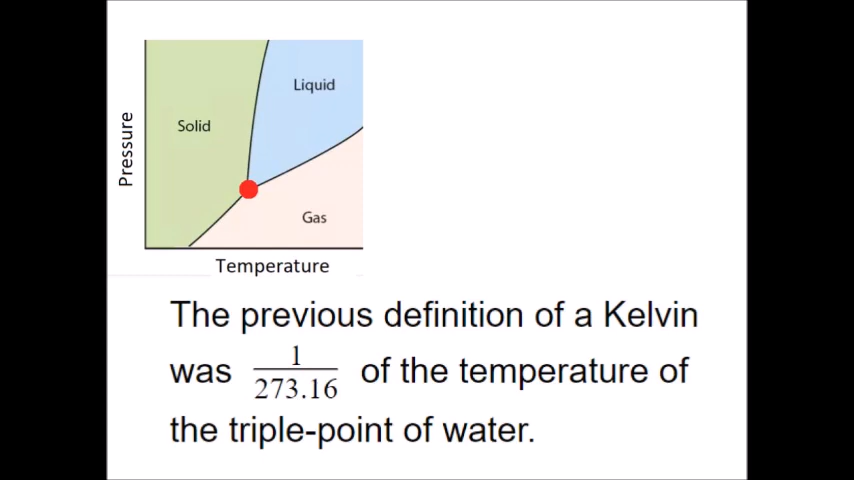 Liquid
Solid
Pressure
Gas
Temperature
The previous definition of a Kelvin
was 1/273.16 of the temperature of
the triple-point of water.